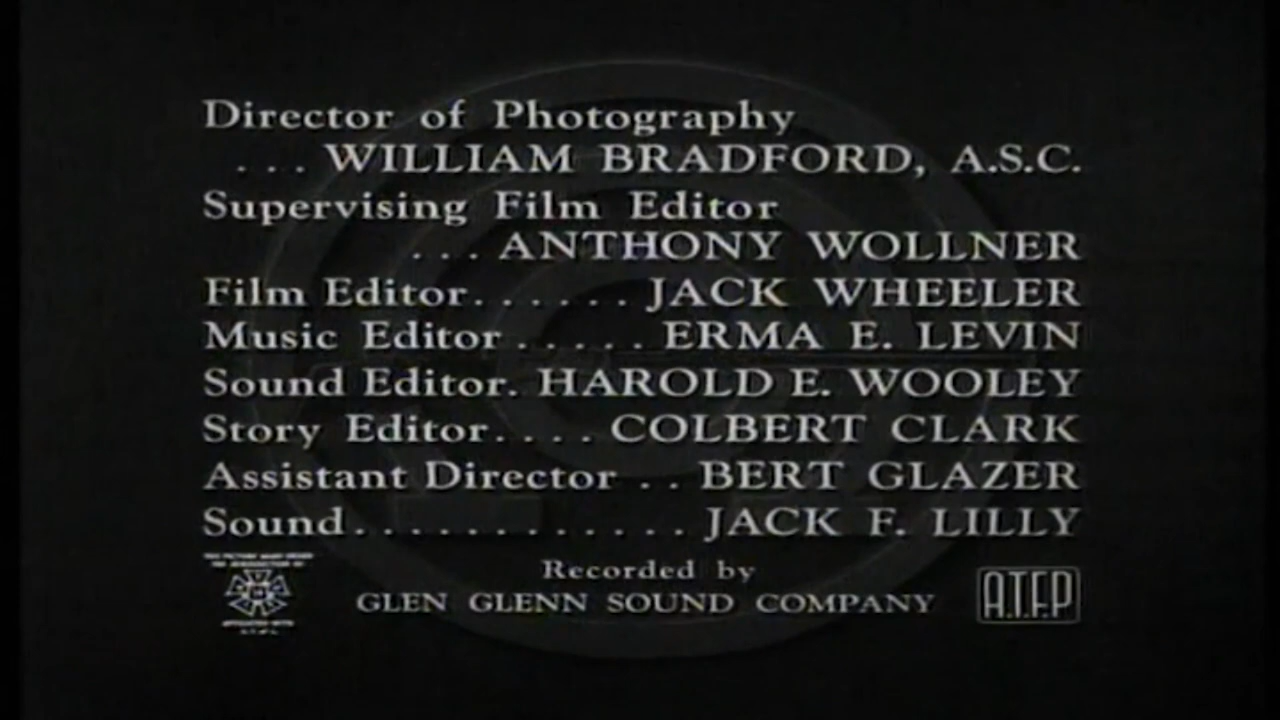 Director of Photography
... WILLIAM BRADFORD, A.S.C.
Supervising Film Editor
... ANTHONY WOLLNER
Film Editor...... JACK WHEELER
Music Editor ..... ERMA E. LEVIN
Sound Editor. HAROLD E. WOOLEY
Story Editor.... COLBERT CLARK
Assistant Director .. BERT GLAZER
Sound............. JACK F. LILLY
Recorded by
GLEN GLENN SOUND COMPANY
A.T.F.P